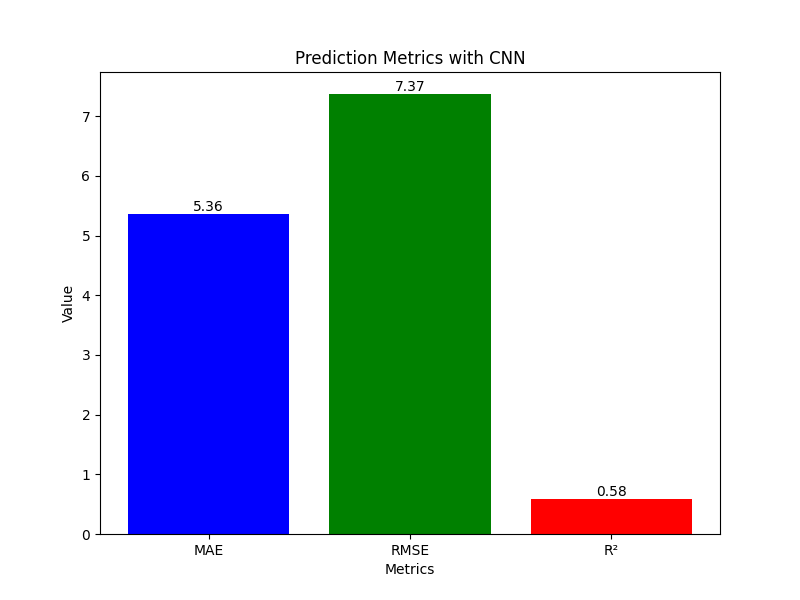 Prediction Metrics with CNN
7.37
5.36
0.58
7
6
5
4
3
2
1
0
Value
MAE
RMSE
R²
Metrics